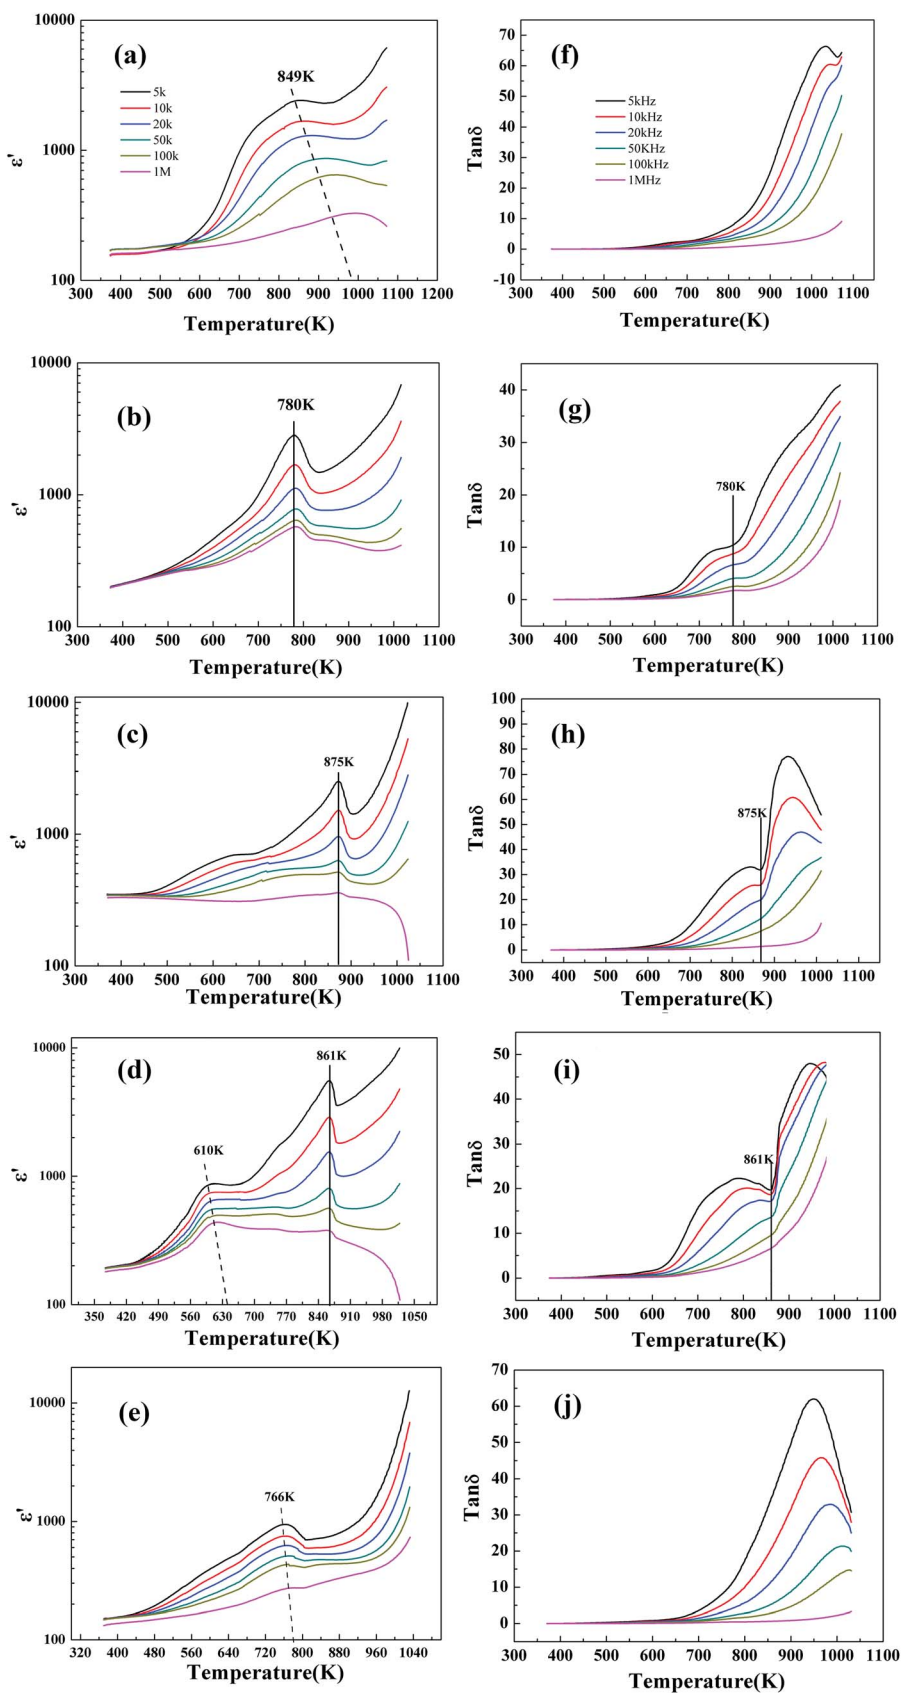 (a)
849K
5k
10k
20k
50k
100k
1M
ε'
10000
1000
100
300 400 500 600 700 800 900 1000 1100 1200
Temperature(K)
(f)
5kHz
10kHz
20kHz
50KHz
100kHz
1MHz
Tanδ
70
60
50
40
30
20
10
0
-10
300 400 500 600 700 800 900 1000 1100
Temperature(K)
(b)
780K
ε'
10000
1000
100
300 400 500 600 700 800 900 1000 1100
Temperature(K)
(g)
780K
Tanδ
40
30
20
10
0
300 400 500 600 700 800 900 1000 1100
Temperature(K)
(c)
875K
ε'
10000
1000
100
300 400 500 600 700 800 900 1000 1100
Temperature(K)
(h)
875K
Tanδ
100
90
80
70
60
50
40
30
20
10
0
300 400 500 600 700 800 900 1000 1100
Temperature(K)
(d)
861K
610K
ε'
10000
1000
100
350 420 490 560 630 700 770 840 910 980 1050
Temperature(K)
(i)
861K
Tanδ
50
40
30
20
10
0
300 400 500 600 700 800 900 1000 1100
Temperature(K)
(e)
766K
ε'
10000
1000
100
320 400 480 560 640 720 800 880 960 1040
Temperature(K)
(j)
Tanδ
70
60
50
40
30
20
10
0
300 400 500 600 700 800 900 1000 1100
Temperature(K)